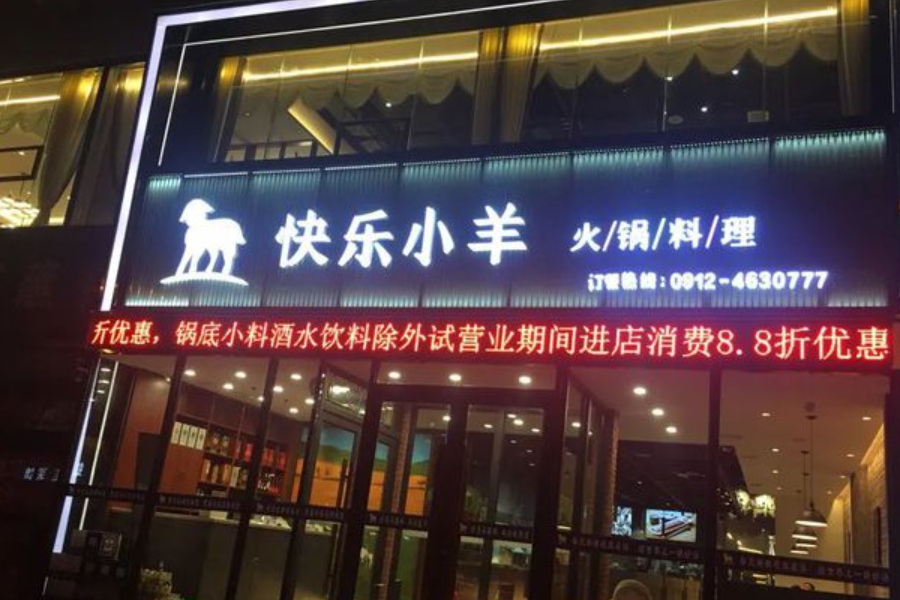 快乐小羊
火/锅/料/理
订餐热线：0912-4630777
折优惠，锅底小料酒水饮料除外试营业期间进店消费8.8折优惠